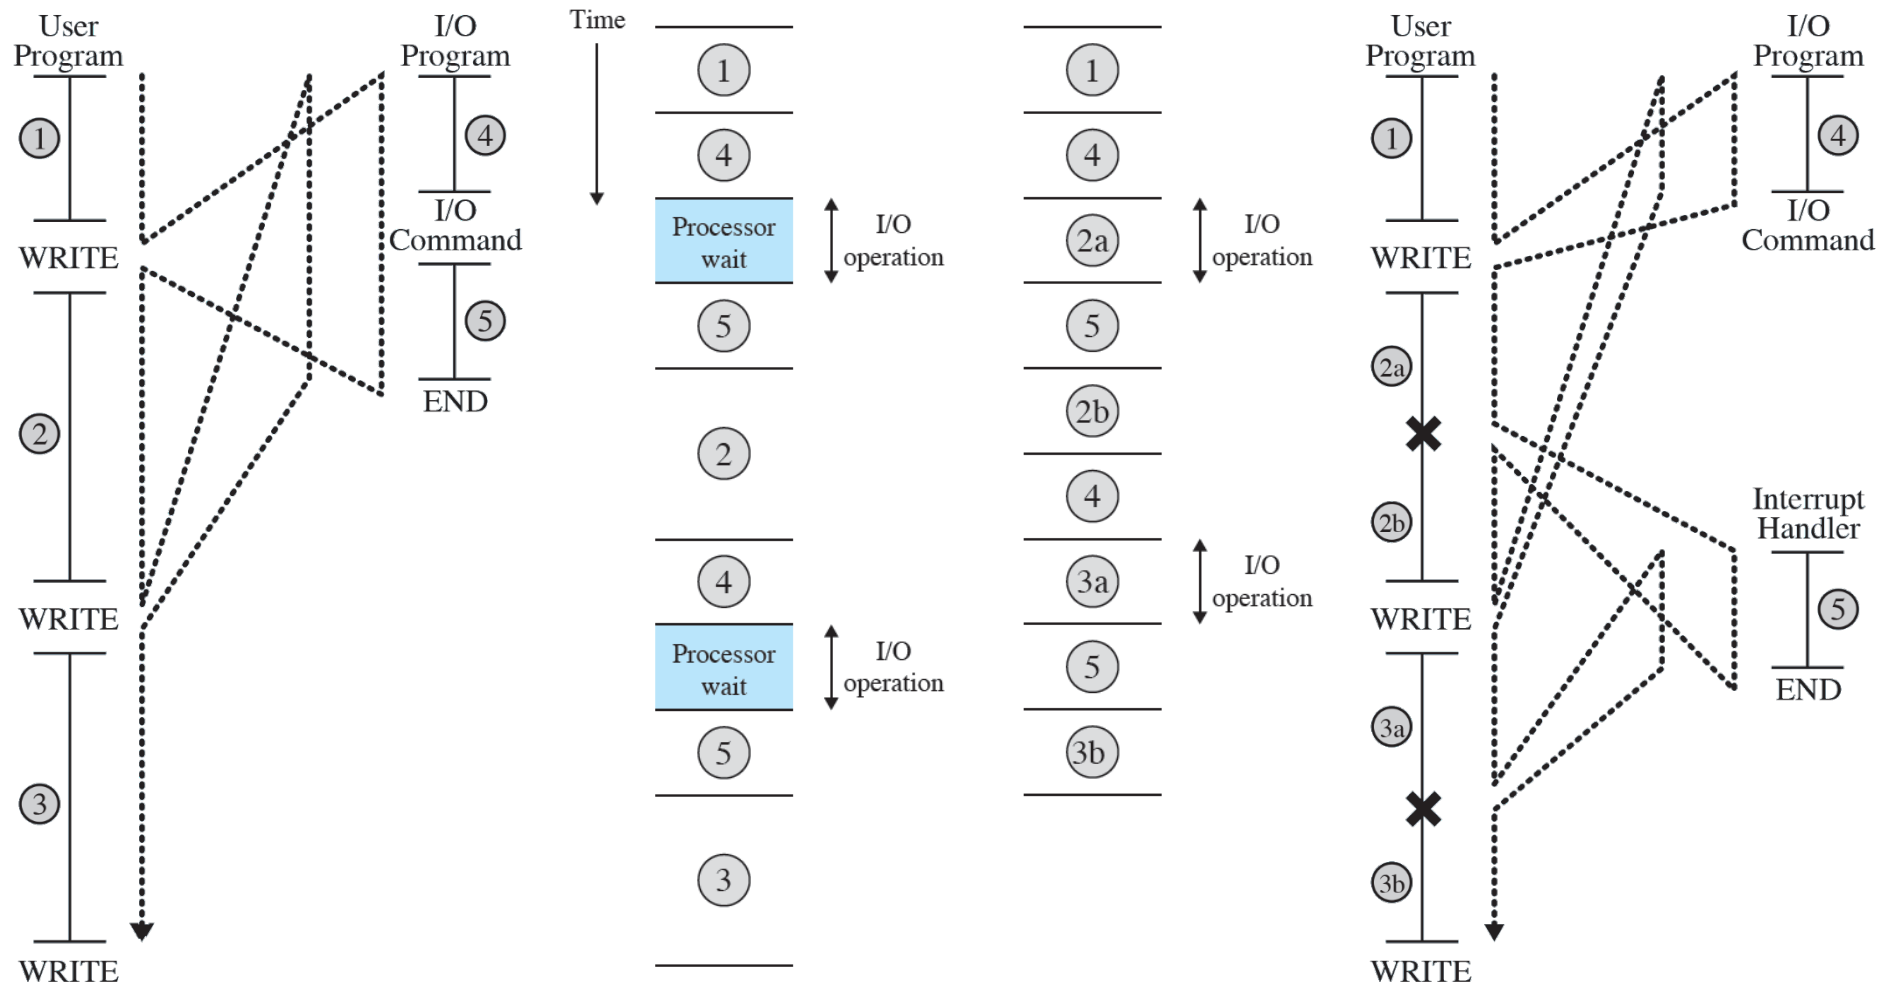 User
Program
1
WRITE
2
WRITE
3
WRITE
I/O
Program
4
I/O
Command
5
END
Time
1
4
Processor
wait
I/O
operation
5
2
4
Processor
wait
I/O
operation
5
3
1
4
2a
I/O
operation
5
2b
4
3a
I/O
operation
5
3b
User
Program
1
WRITE
2a
2b
WRITE
3a
3b
WRITE
I/O
Program
4
I/O
Command
Interrupt
Handler
5
END